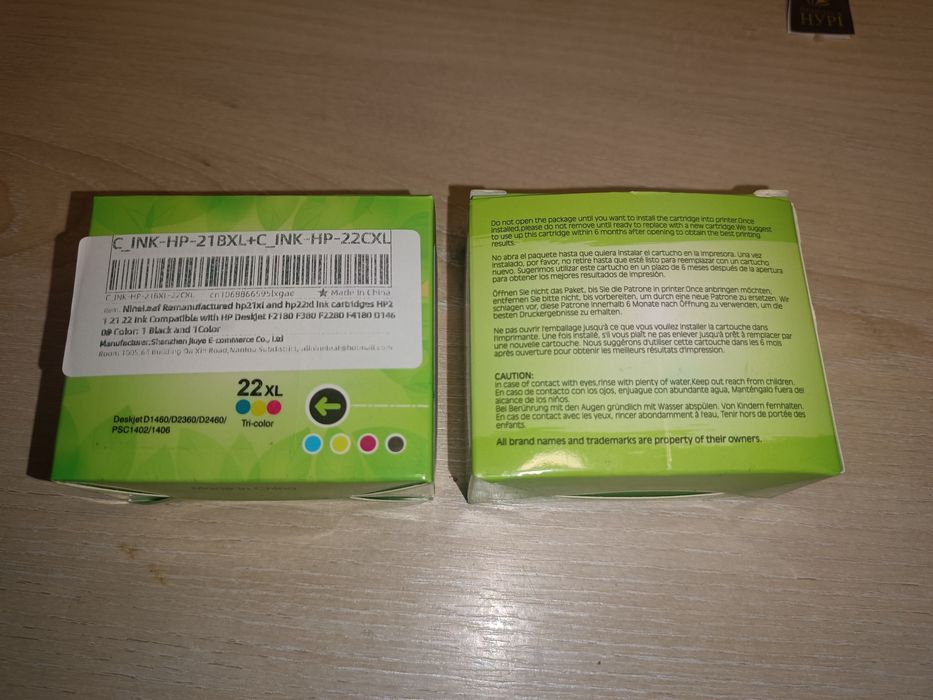 НУРІ
C_INK-HP-21BXL+C_INK-HP-22CXL
C_INK-HP-21BXL-22CXL cn1069866595lxgae ★ Made in China
Item: NineLeaf Remanufactured hp21xl and hp22xl ink cartridges HP2
1 21 22 Ink Compatible with HP Deskjet F2180 F380 F2280 F4180 D146
0@ Color: 1 Black and 1Color
Manufacturer:Shenzhen Jiuye E-commerce Co., Ltd
22XL
Tri-color
Deskjet D1460/D2360/D2460/
PSC1402/1406
Do not open the package until you want to install the cartridge into printer.Once
installed,please do not remove until ready to replace with a new cartridge.We suggest
to use up this cartridge within 6 months after opening to obtain the best printing
results.
No abra el paquete hasta que quiera instalar el cartucho en la impresora. Una vez
instalado, por favor, no retire hasta que esté listo para reemplazar con el cartucho
nuevo. Sugerimos utilizar este cartucho en un plazo de 6 meses después de la apertura
para obtener los mejores resultados de impresión.
Öffnen Sie nicht das Paket, bis Sie die Patrone in printer.Once anbringen möchten,
entfernen Sie bitte nicht, bis vorbereiten, um durch eine neue Patrone zu ersetzen. Wir
schlagen vor, diese Patrone innerhalb 6 Monate nach Öffnung zu verwenden, um die
besten Druckergebnisse zu erhalten.
Ne pas ouvrir l'emballage jusqu'à ce que vous vouliez installer la cartouche dans
l'imprimante. Une fois installé, s'il vous plaît ne pas enlever jusqu'à prêt à remplacer par
une nouvelle cartouche. Nous suggérons d'utiliser cette cartouche dans les 6 mois
après ouverture pour obtenir les meilleurs résultats d'impression.
CAUTION:
In case of contact with eyes,rinse with plenty of water,Keep out reach from children.
En caso de contacto con los ojos, enjuague con abundante agua, Manténgalo fuera del
alcance de los niños.
Bei Berührung mit den Augen gründlich mit Wasser abspülen. Von Kindern fernhalten.
En cas de contact avec les yeux, rincer abondamment à l'eau, Tenir hors de portée des
enfants.
All brand names and trademarks are property of their owners.